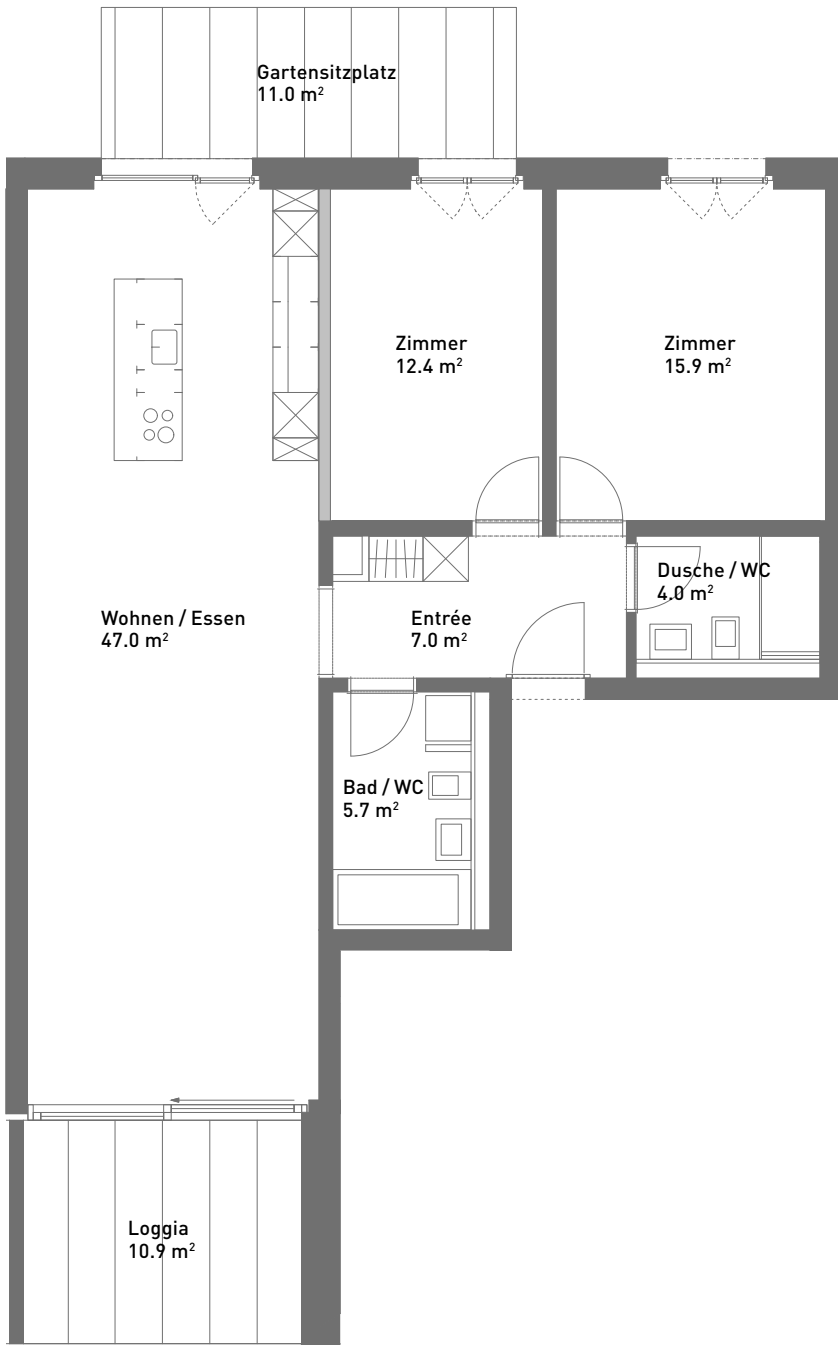 Gartensitzplatz
11.0 m²
Zimmer
12.4 m²
Zimmer
15.9 m²
Dusche / WC
4.0 m²
Wohnen / Essen
47.0 m²
Entrée
7.0 m²
Bad / WC
5.7 m²
Loggia
10.9 m²